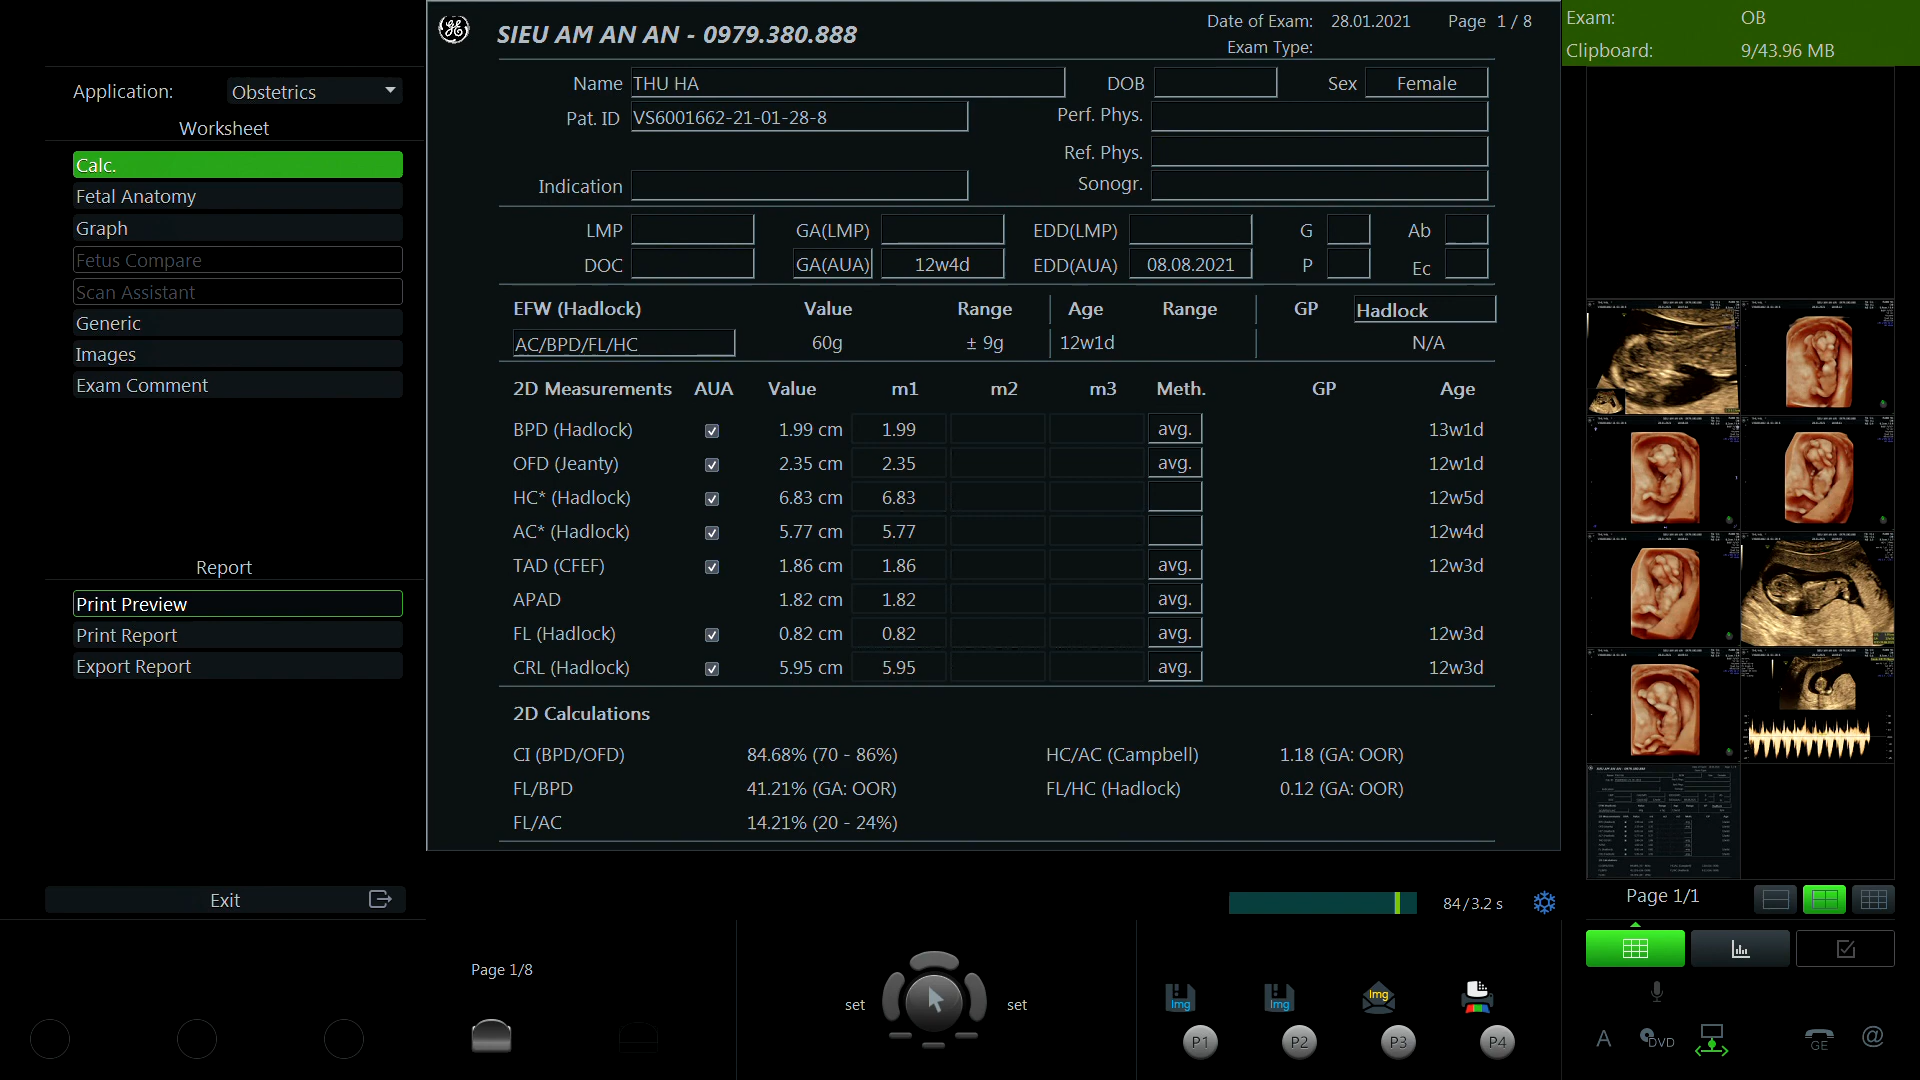 SIEU AM AN AN - 0979.380.888
Date of Exam: 28.01.2021 Page 1 / 8
Exam Type:
Exam: OB
Clipboard: 9/43.96 MB
Application: Obstetrics
Worksheet
Calc.
Fetal Anatomy
Graph
Fetus Compare
Scan Assistant
Generic
Images
Exam Comment
Report
Print Preview
Print Report
Export Report
Exit
Name THU HA DOB Sex Female
Pat. ID VS6001662-21-01-28-8 Perf. Phys.
Ref. Phys.
Indication Sonogr.
LMP GA(LMP) EDD(LMP) G Ab
DOC GA(AUA) 12w4d EDD(AUA) 08.08.2021 P Ec
EFW (Hadlock) Value Range Age Range GP Hadlock
AC/BPD/FL/HC 60g ± 9g 12w1d N/A
2D Measurements AUA Value m1 m2 m3 Meth. GP Age
BPD (Hadlock) 1.99 cm 1.99 avg. 13w1d
OFD (Jeanty) 2.35 cm 2.35 avg. 12w1d
HC* (Hadlock) 6.83 cm 6.83 12w5d
AC* (Hadlock) 5.77 cm 5.77 12w4d
TAD (CFEF) 1.86 cm 1.86 avg. 12w3d
APAD 1.82 cm 1.82 avg.
FL (Hadlock) 0.82 cm 0.82 avg. 12w3d
CRL (Hadlock) 5.95 cm 5.95 avg. 12w3d
2D Calculations
CI (BPD/OFD) 84.68% (70 - 86%) HC/AC (Campbell) 1.18 (GA: OOR)
FL/BPD 41.21% (GA: OOR) FL/HC (Hadlock) 0.12 (GA: OOR)
FL/AC 14.21% (20 - 24%)
84/3.2 s
Page 1/1
Page 1/8
set set
Img Img Img
P1 P2 P3 P4
A DVD GE @